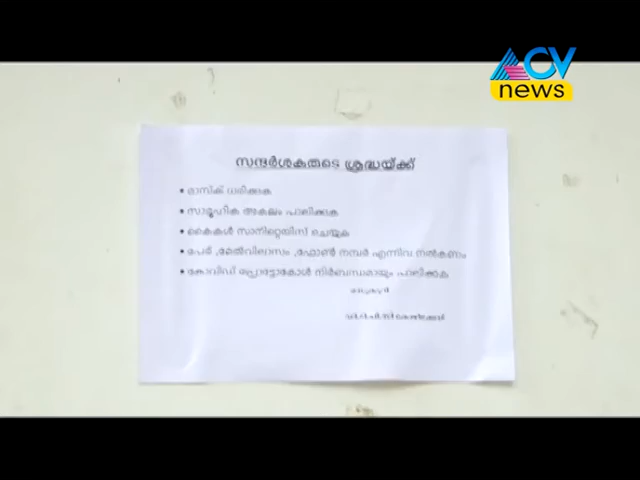 ACV
news
സന്ദർശകരുടെ ശ്രദ്ധയ്ക്ക്
• മാസ്ക് ധരിക്കുക
• സാമൂഹിക അകലം പാലിക്കുക
• കൈകൾ സാനിറ്റൈസ് ചെയ്യുക
• പേര് ,മേൽവിലാസം ,ഫോൺ നമ്പർ എന്നിവ നൽകണം
• കോവിഡ് പ്രൊട്ടോക്കോൾ നിർബന്ധമായും പാലിക്കുക